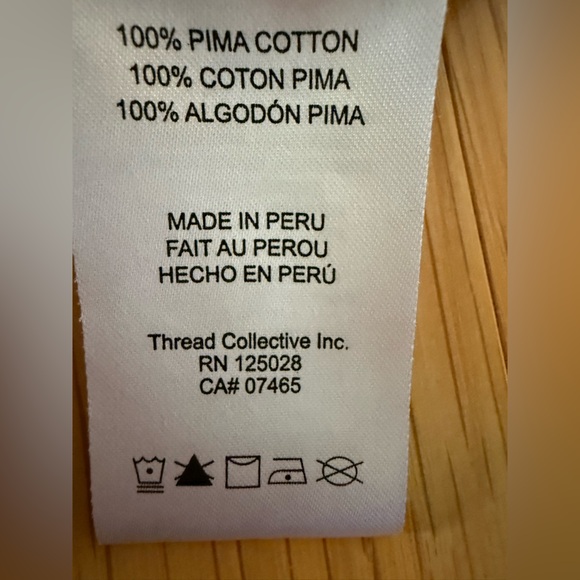 100% PIMA COTTON
100% COTON PIMA
100% ALGODÓN PIMA
MADE IN PERU
FAIT AU PEROU
HECHO EN PERÚ
Thread Collective Inc.
RN 125028
CA# 07465